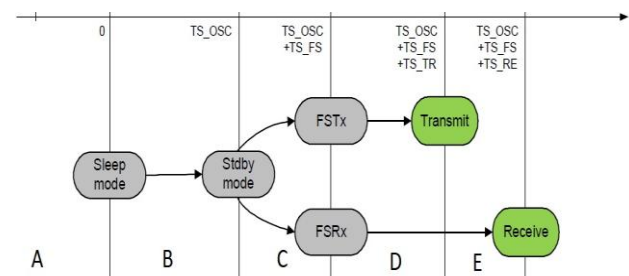 0
TS_OSC
TS_OSC
+TS_FS
TS_OSC
+TS_FS
+TS_TR
TS_OSC
+TS_FS
+TS_RE
FSTx
Transmit
Sleep
mode
Stdby
mode
FSRx
Receive
A
B
C
D
E